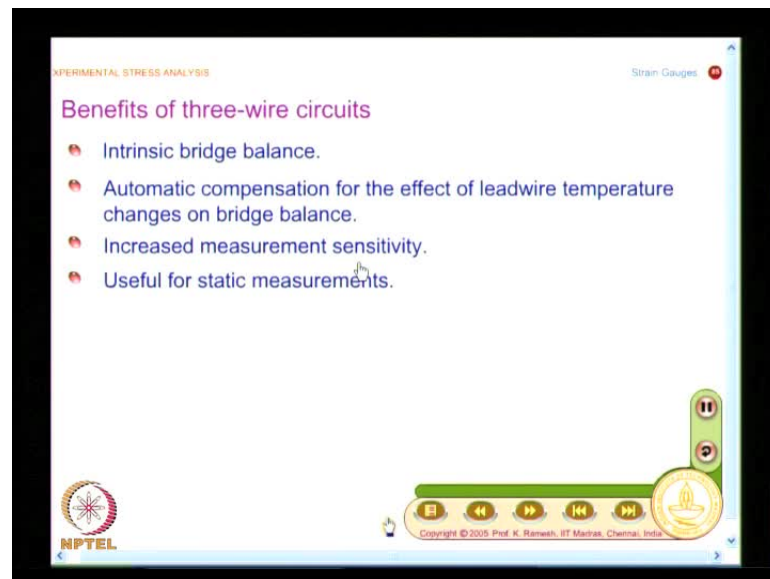 XPERIMENTAL STRESS ANALYSIS
Strain Gauges 85
Benefits of three-wire circuits
Intrinsic bridge balance.
Automatic compensation for the effect of leadwire temperature
changes on bridge balance.
Increased measurement sensitivity.
Useful for static measurements.
Copyright © 2005 Prof. K. Ramesh, IIT Madras, Chennai, India
NPTEL